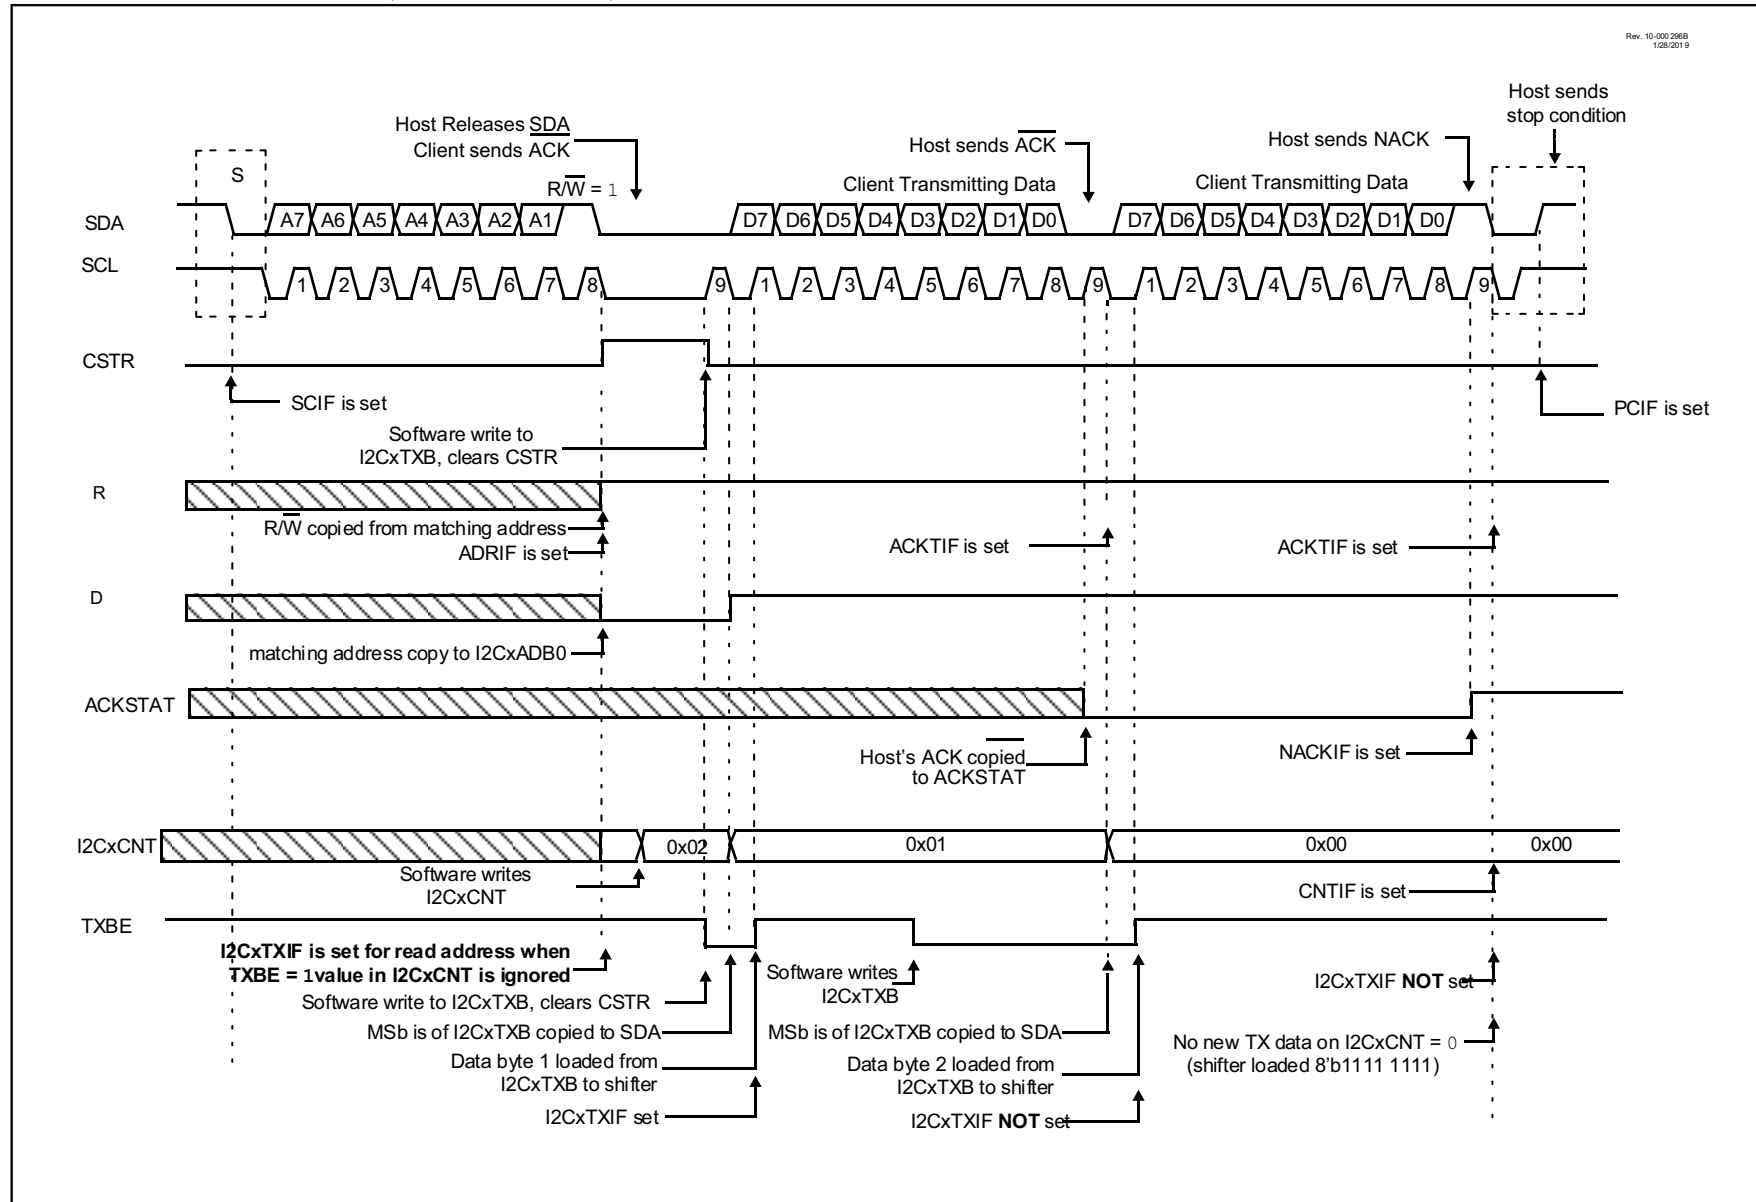 Rev. 10-000 296B
1/28/201 9
Host sends
stop condition
Host Releases SDA
Client sends ACK
R/W = 1
Host sends ACK
Host sends NACK
S
Client Transmitting Data
Client Transmitting Data
SDA
A7 A6 A5 A4 A3 A2 A1
D7 D6 D5 D4 D3 D2 D1 D0
D7 D6 D5 D4 D3 D2 D1 D0
SCL
1 2 3 4 5 6 7 8 9 1 2 3 4 5 6 7 8 9 1 2 3 4 5 6 7 8 9
CSTR
SCIF is set
PCIF is set
Software write to
I2CxTXB, clears CSTR
R
R/W copied from matching address
ADRIF is set
ACKTIF is set
ACKTIF is set
D
matching address copy to I2CxADB0
ACKSTAT
Host's ACK copied
to ACKSTAT
NACKIF is set
I2CxCNT
0x02
0x01
0x00
0x00
Software writes
I2CxCNT
CNTIF is set
TXBE
I2CxTXIF is set for read address when
TXBE = 1value in I2CxCNT is ignored
Software write to I2CxTXB, clears CSTR
MSb is of I2CxTXB copied to SDA
Data byte 1 loaded from
I2CxTXB to shifter
I2CxTXIF set
Software writes
I2CxTXB
MSb is of I2CxTXB copied to SDA
Data byte 2 loaded from
I2CxTXB to shifter
I2CxTXIF NOT set
I2CxTXIF NOT set
No new TX data on I2CxCNT = 0
(shifter loaded 8'b1111 1111)